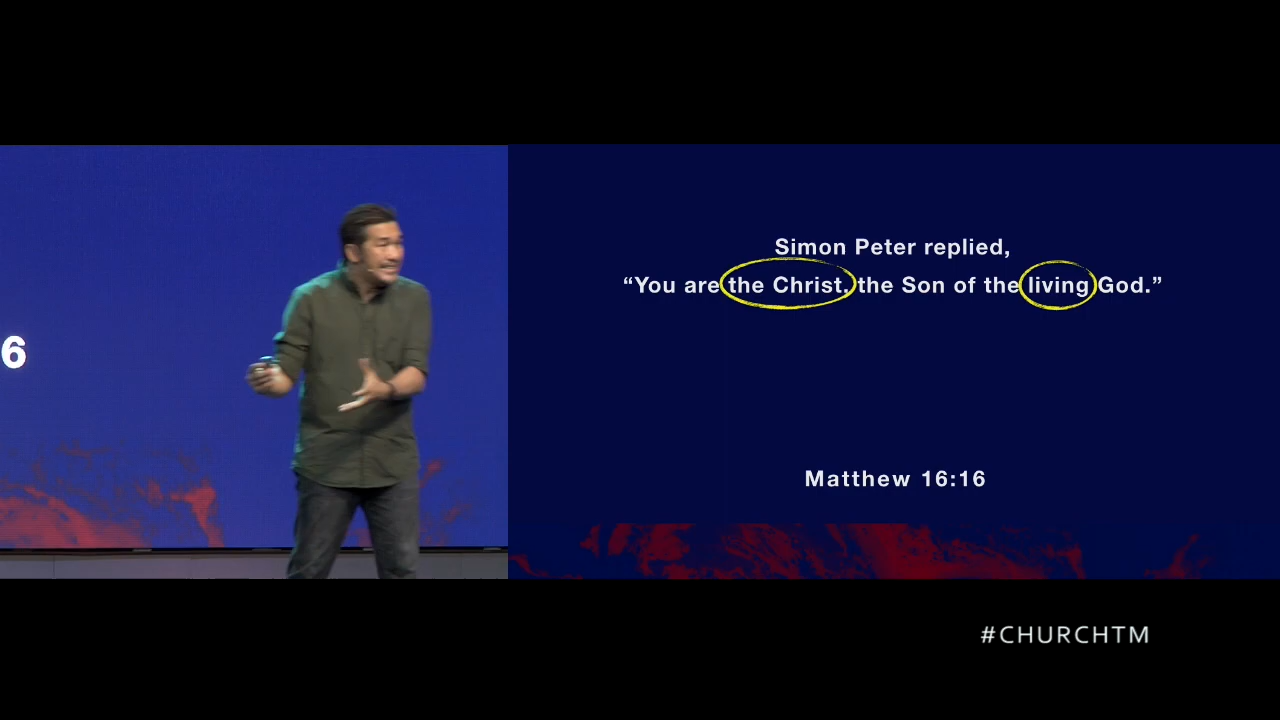 6
Simon Peter replied,
“You are the Christ, the Son of the living God.”
Matthew 16:16
#CHURCHTM